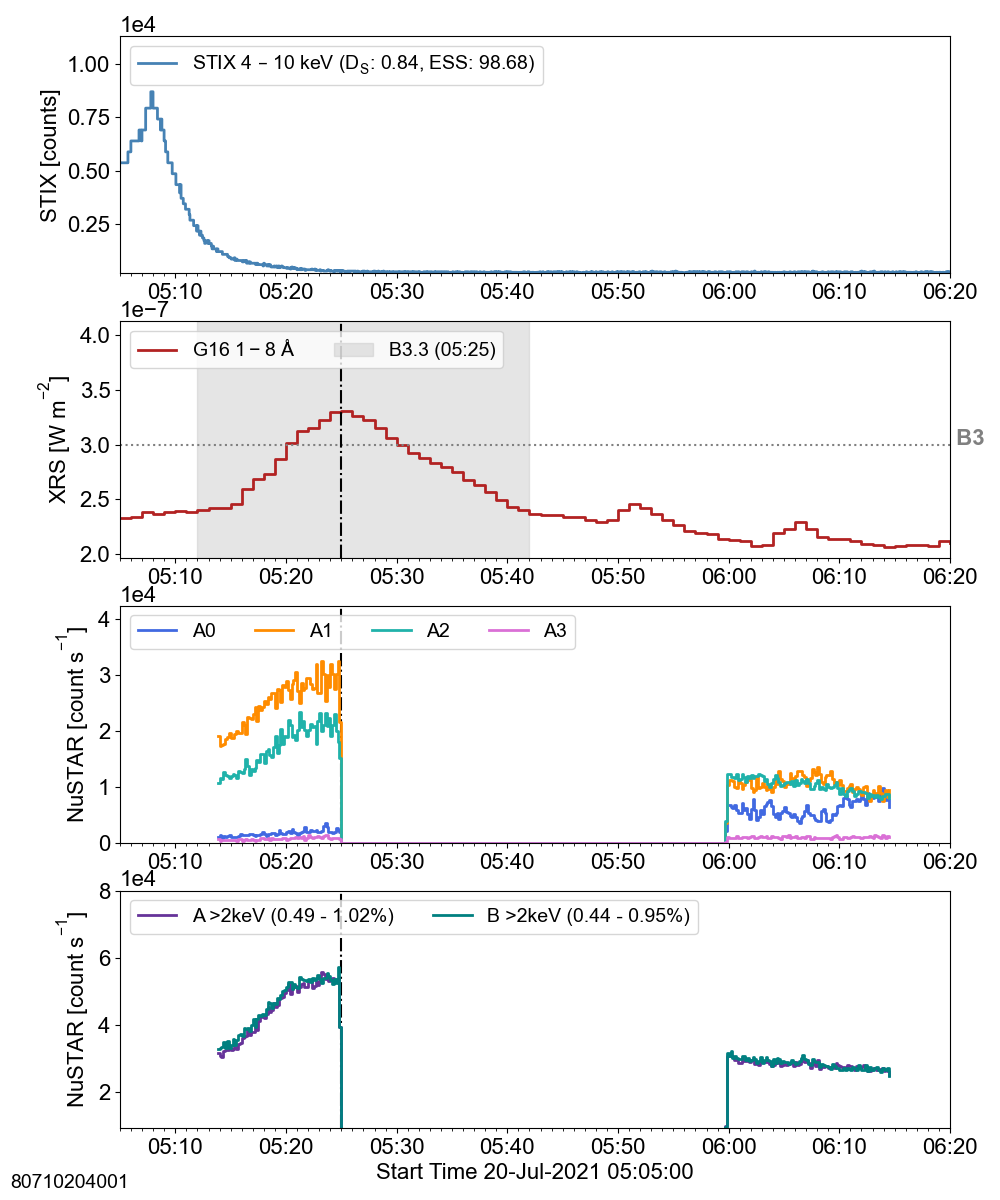 1e4
STIX 4 − 10 keV (DS: 0.84, ESS: 98.68)
STIX [counts]
1.00
0.75
0.50
0.25
05:10 05:20 05:30 05:40 05:50 06:00 06:10 06:20
1e−7
G16 1 − 8 Å B3.3 (05:25)
XRS [W m−2]
4.0
3.5
3.0
2.5
2.0
B3
05:10 05:20 05:30 05:40 05:50 06:00 06:10 06:20
1e4
A0 A1 A2 A3
NuSTAR [count s−1]
4
3
2
1
0
05:10 05:20 05:30 05:40 05:50 06:00 06:10 06:20
1e4
A >2keV (0.49 - 1.02%) B >2keV (0.44 - 0.95%)
NuSTAR [count s−1]
8
6
4
2
05:10 05:20 05:30 05:40 05:50 06:00 06:10 06:20
Start Time 20-Jul-2021 05:05:00
80710204001